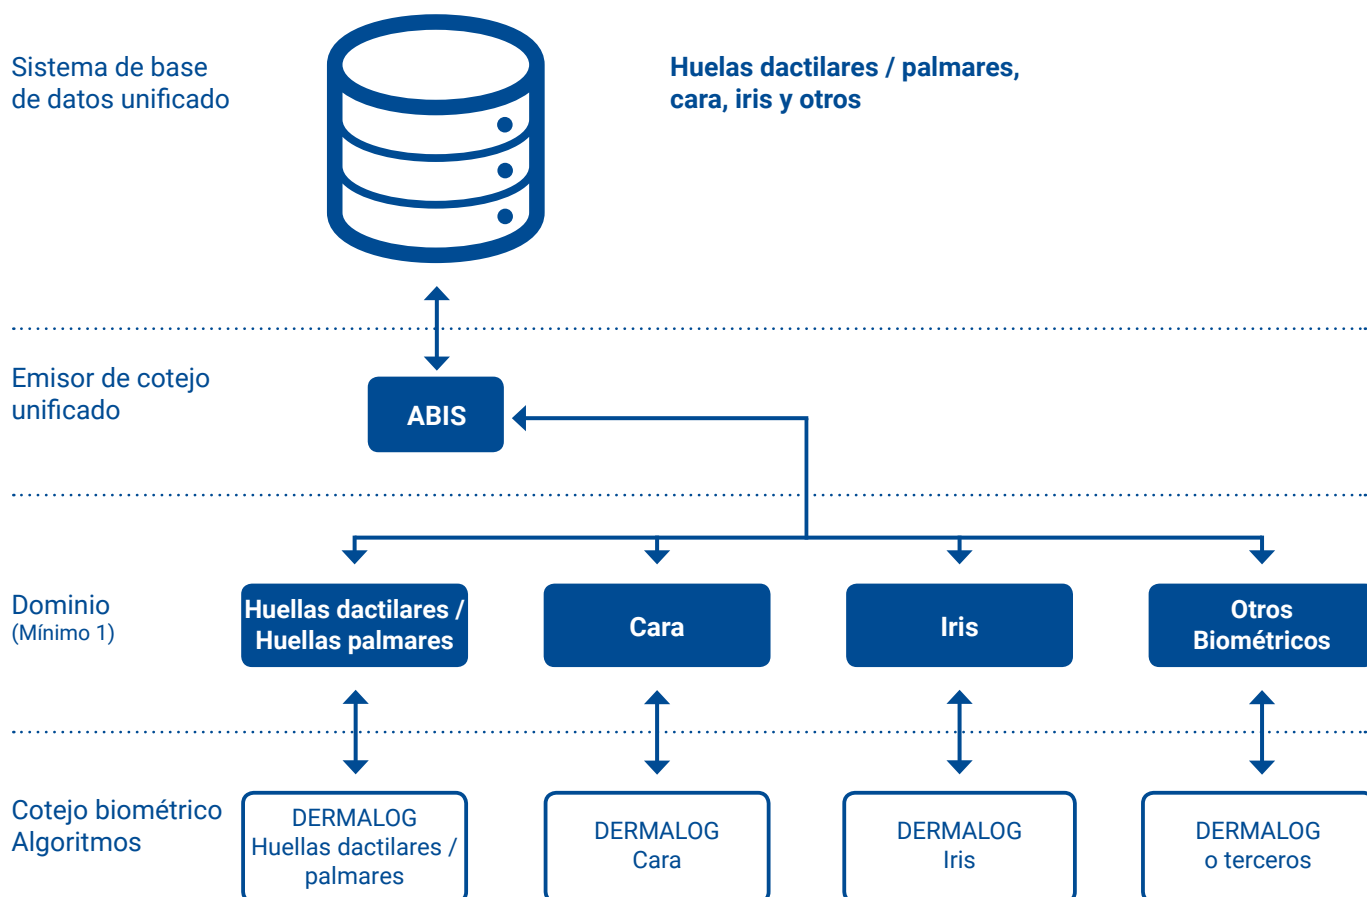 Sistema de base
de datos unificado
Huelas dactilares / palmares,
cara, iris y otros
Emisor de cotejo
unificado
ABIS
Dominio
(Mínimo 1)
Huellas dactilares /
Huellas palmares
Cara
Iris
Otros
Biométricos
Cotejo biométrico
Algoritmos
DERMALOG
Huellas dactilares /
palmares
DERMALOG
Cara
DERMALOG
Iris
DERMALOG
o terceros